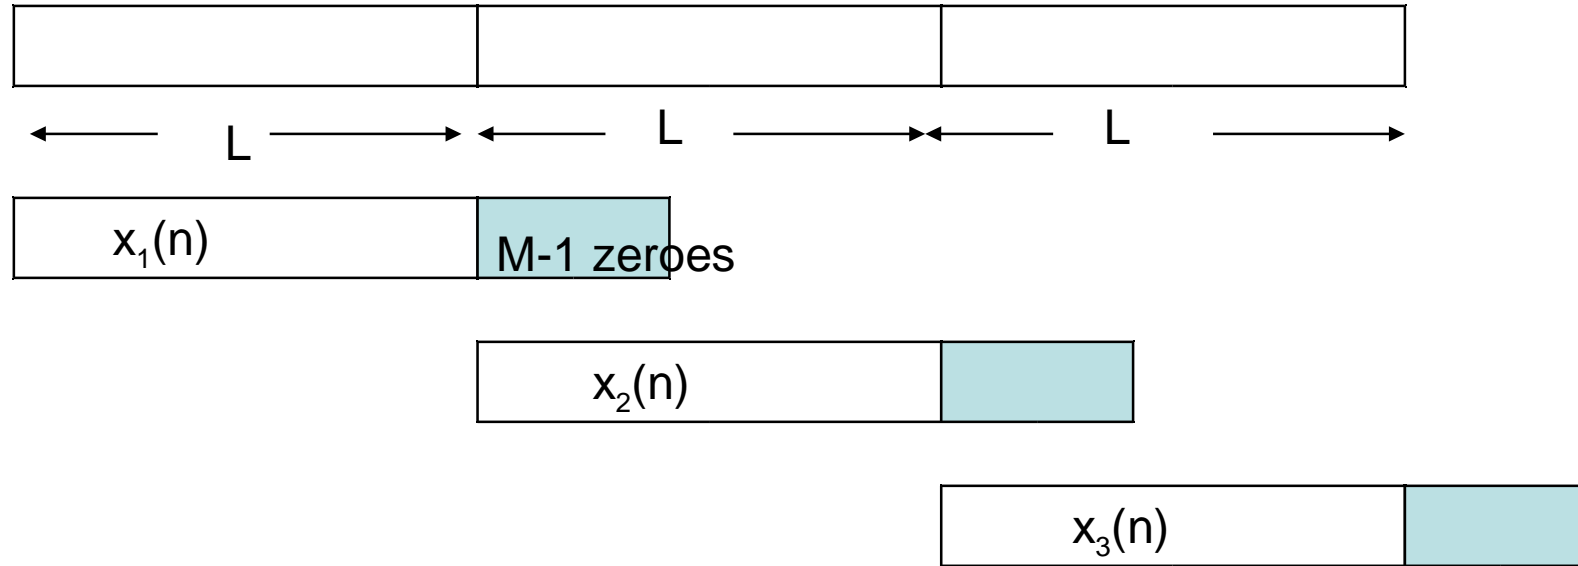 L L L
x₁(n)
M-1 zeroes
x₂(n)
x₃(n)